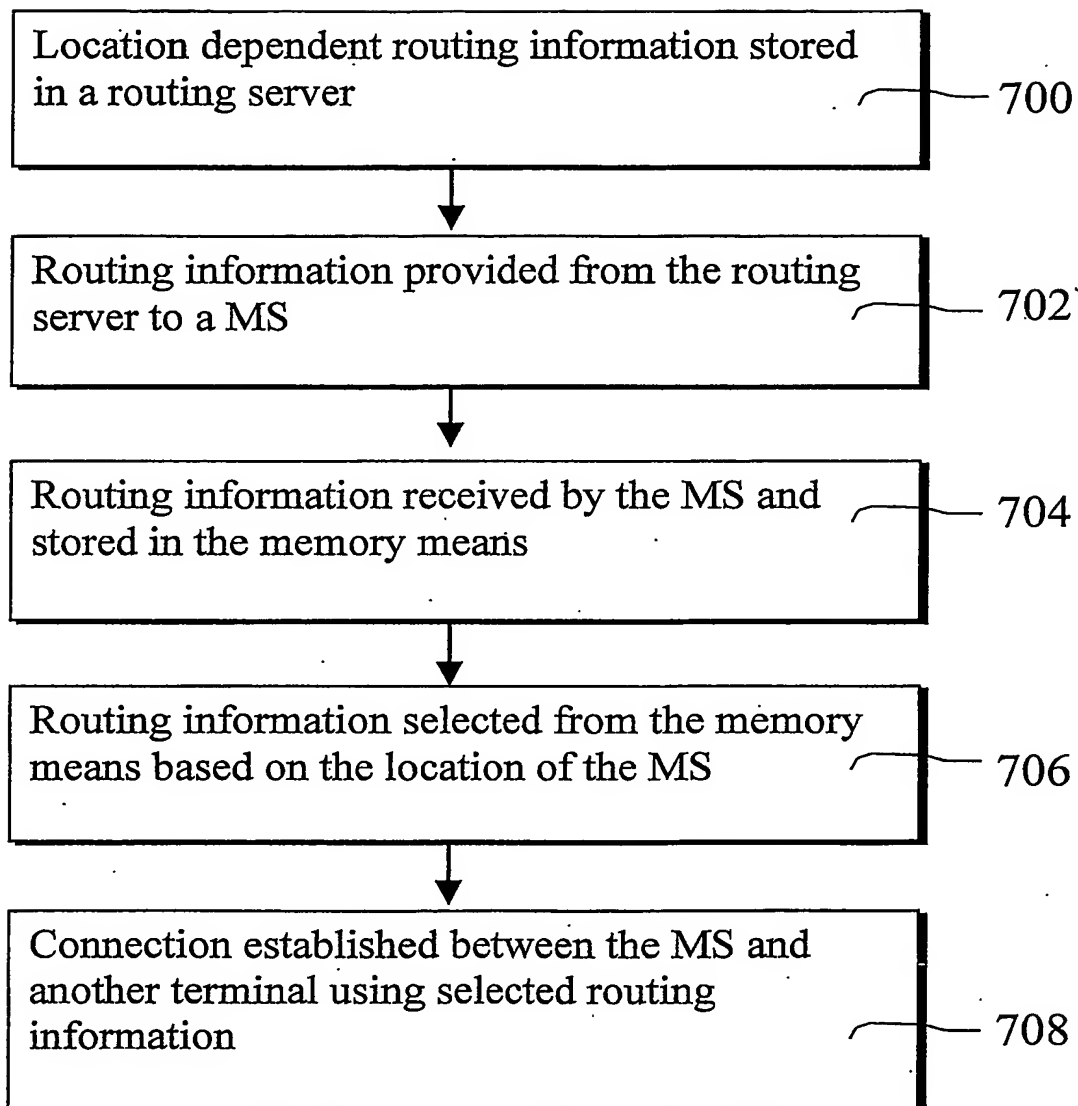 Location dependent routing information stored
in a routing server
700
Routing information provided from the routing
server to a MS
702
Routing information received by the MS and
stored in the memory means
704
Routing information selected from the memory
means based on the location of the MS
706
Connection established between the MS and
another terminal using selected routing
information
708